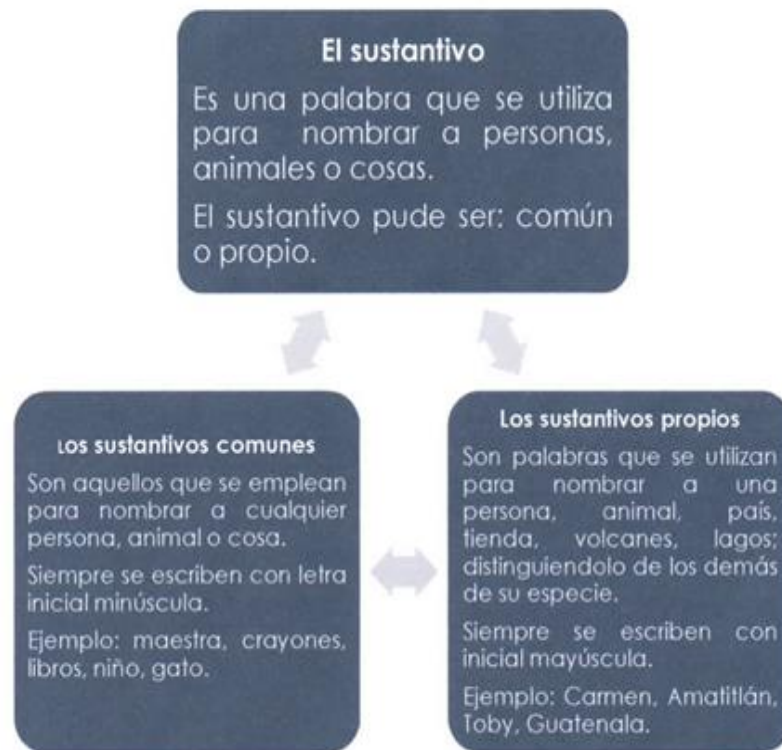 El sustantivo
Es una palabra que se utiliza
para nombrar a personas,
animales o cosas.
El sustantivo pude ser: común
o propio.
Los sustantivos comunes
Son aquellos que se emplean
para nombrar a cualquier
persona, animal o cosa.
Siempre se escriben con letra
inicial minúscula.
Ejemplo: maestra, crayones,
libros, niño, gato.
Los sustantivos propios
Son palabras que se utilizan
para nombrar a una
persona, animal, país,
tienda, volcanes, lagos;
distinguiendolo de los demás
de su especie.
Siempre se escriben con
inicial mayúscula.
Ejemplo: Carmen, Amatitlán,
Toby, Guatenala.